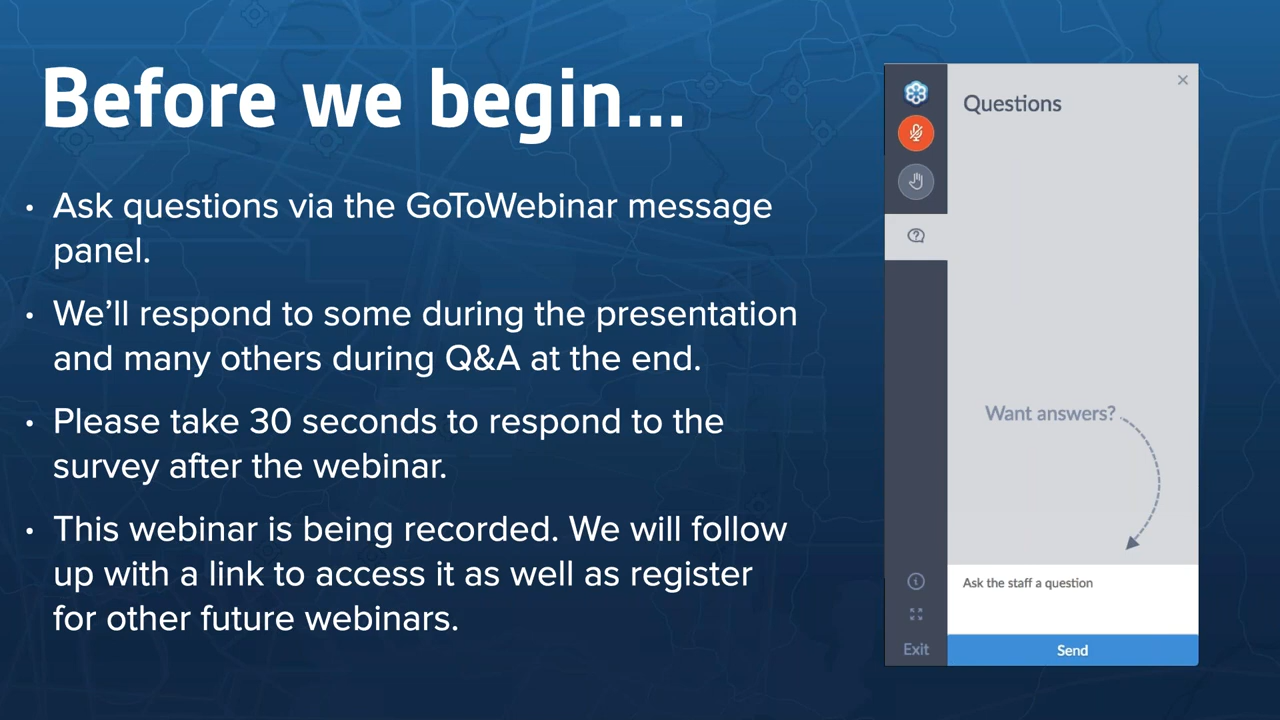 Before we begin...
• Ask questions via the GoToWebinar message
panel.
• We’ll respond to some during the presentation
and many others during Q&A at the end.
• Please take 30 seconds to respond to the
survey after the webinar.
• This webinar is being recorded. We will follow
up with a link to access it as well as register
for other future webinars.
Questions
Want answers?
Ask the staff a question
Exit
Send